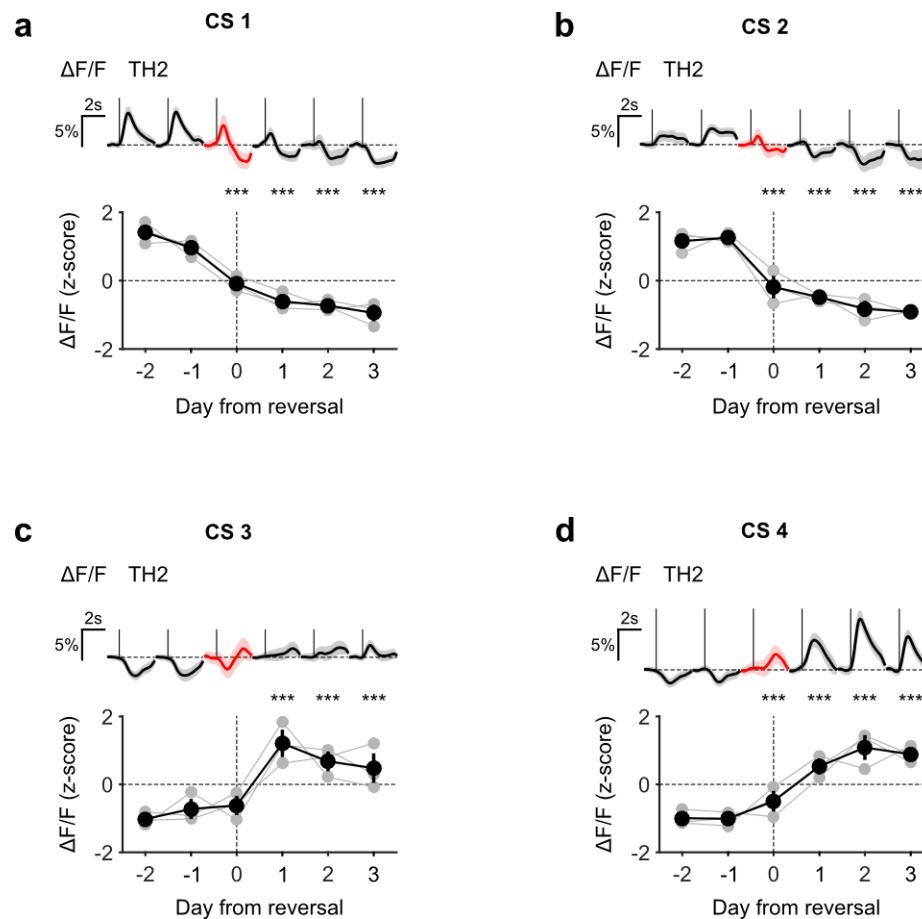 a CS 1
ΔF/F TH2
2s
5%
*** *** *** ***
2
0
-2
ΔF/F (z-score)
-2 -1 0 1 2 3
Day from reversal
b CS 2
ΔF/F TH2
2s
5%
*** *** *** ***
2
0
-2
ΔF/F (z-score)
-2 -1 0 1 2 3
Day from reversal
c CS 3
ΔF/F TH2
2s
5%
*** *** ***
2
0
-2
ΔF/F (z-score)
-2 -1 0 1 2 3
Day from reversal
d CS 4
ΔF/F TH2
2s
5%
*** *** *** ***
2
0
-2
ΔF/F (z-score)
-2 -1 0 1 2 3
Day from reversal